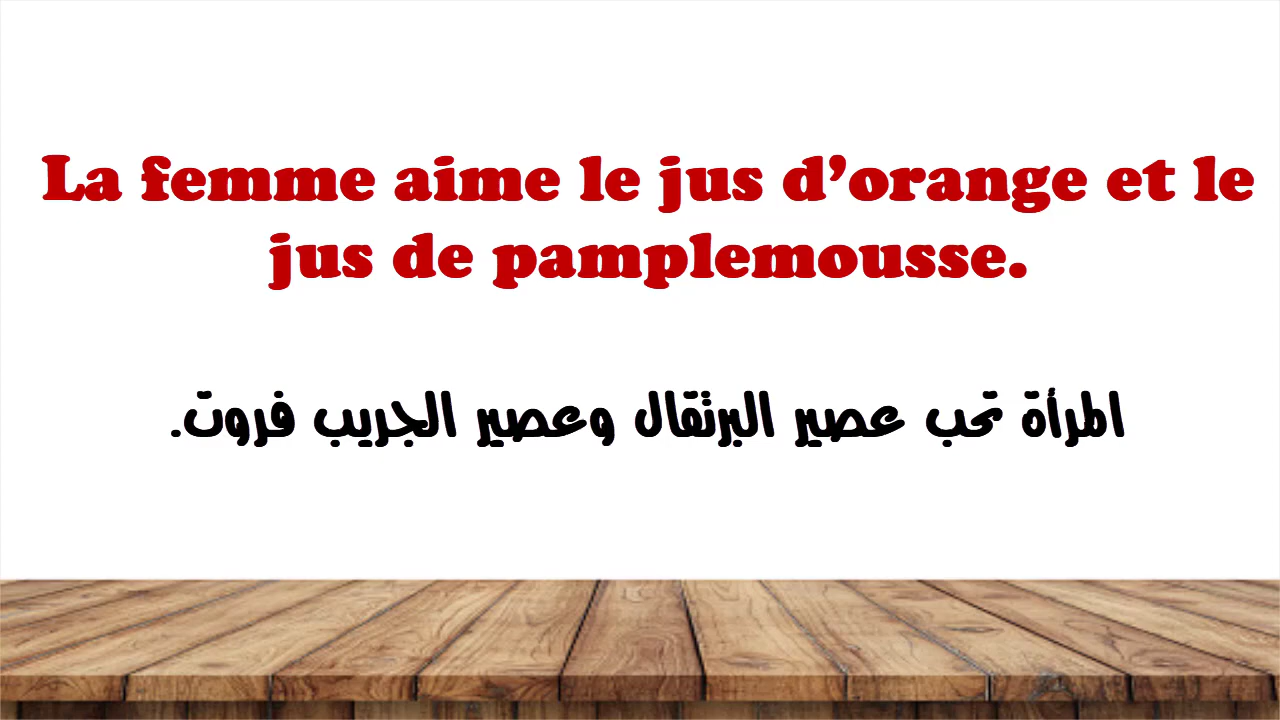 La femme aime le jus d’orange et le
jus de pamplemousse.
المرأة تحب عصير البرتقال وعصير الجريب فروت.